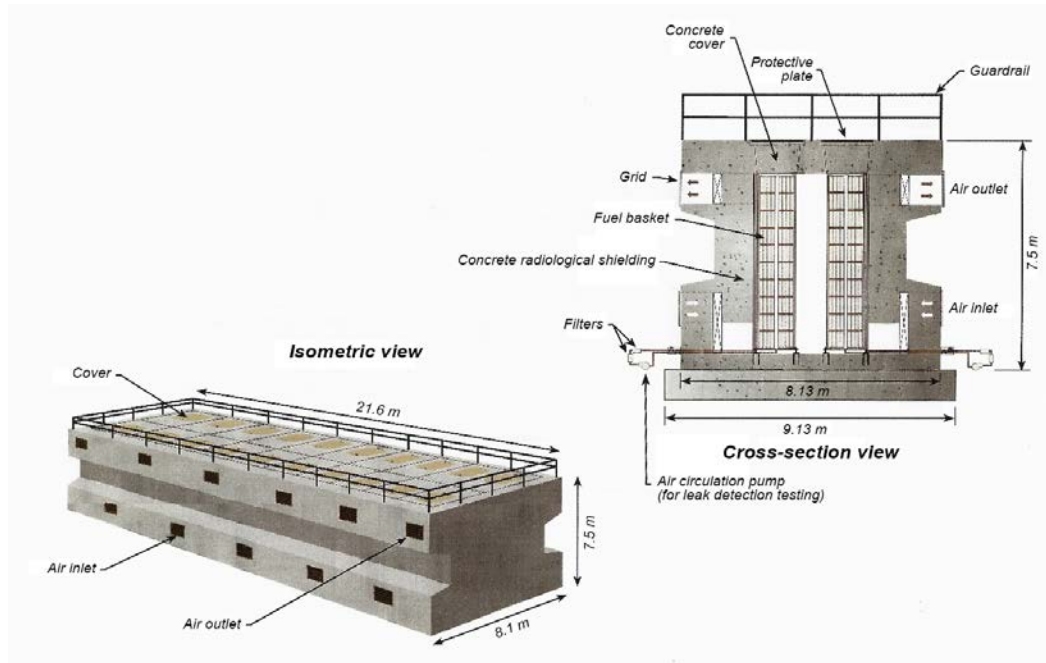 Concrete
cover
Protective
plate
Guardrail
Grid
Air outlet
Fuel basket
Concrete radiological shielding
7.5 m
Air inlet
Filters
8.13 m
9.13 m
Cross-section view
Air circulation pump
(for leak detection testing)
Isometric view
Cover
21.6 m
7.5 m
Air inlet
Air outlet
8.1 m